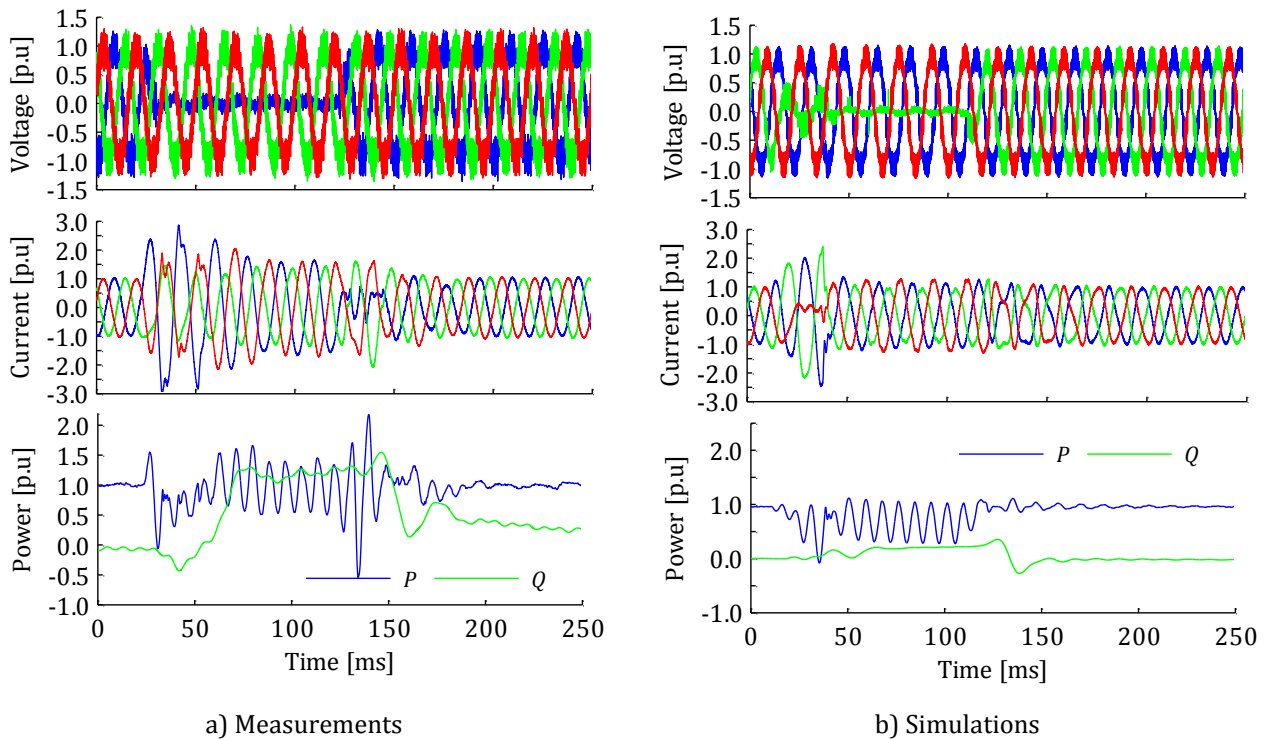 1.5
1.0
0.5
0.0
-0.5
-1.0
-1.5
Voltage [p.u]
3.0
2.0
1.0
0.0
-1.0
-2.0
-3.0
Current [p.u]
2.0
1.5
1.0
0.5
0.0
-0.5
-1.0
Power [p.u]
P Q
0 50 100 150 200 250
Time [ms]
a) Measurements
1.5
1.0
0.5
0.0
-0.5
-1.0
-1.5
Voltage [p.u]
3.0
2.0
1.0
0.0
-1.0
-2.0
-3.0
Current [p.u]
2.0
1.0
0.0
-1.0
Power [p.u]
P Q
0 50 100 150 200 250
Time [ms]
b) Simulations